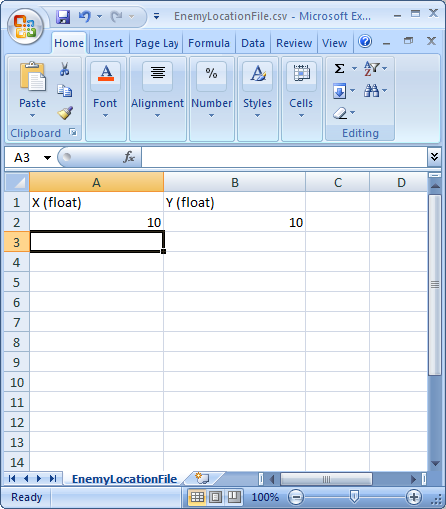 EnemyLocationFile.csv - Microsoft Ex...
Home Insert Page Lay Formula Data Review View
Paste Font Alignment Number Styles Cells
Clipboard Editing
A3 fx
A B C D
1 X (float) Y (float)
2 10 10
3
4
5
6
7
8
9
10
11
12
13
14
EnemyLocationFile
Ready 100%